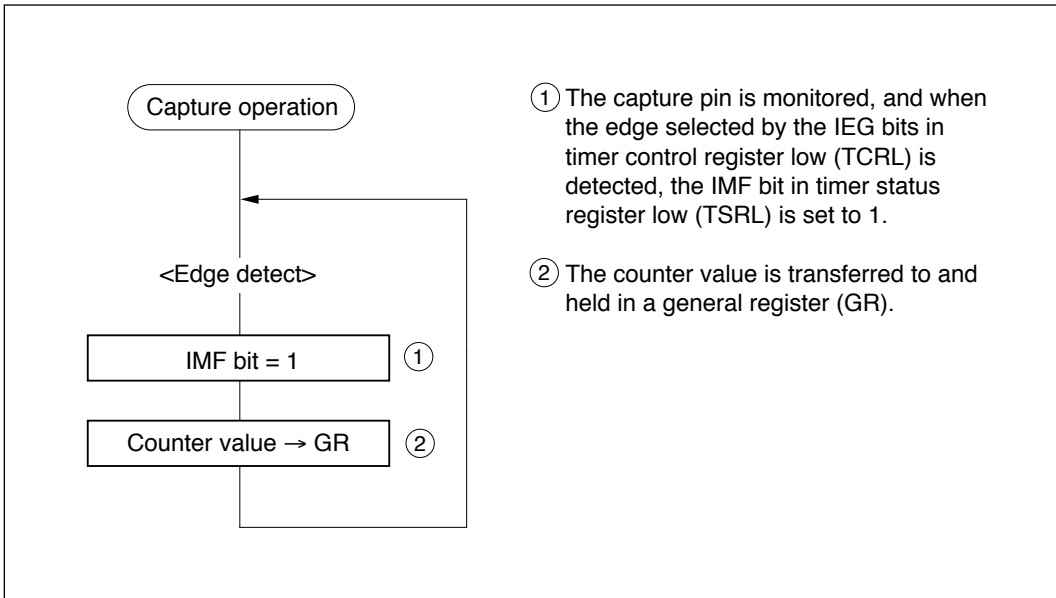 Capture operation
<Edge detect>
IMF bit = 1
①
Counter value → GR
②
① The capture pin is monitored, and when
the edge selected by the IEG bits in
timer control register low (TCRL) is
detected, the IMF bit in timer status
register low (TSRL) is set to 1.
② The counter value is transferred to and
held in a general register (GR).